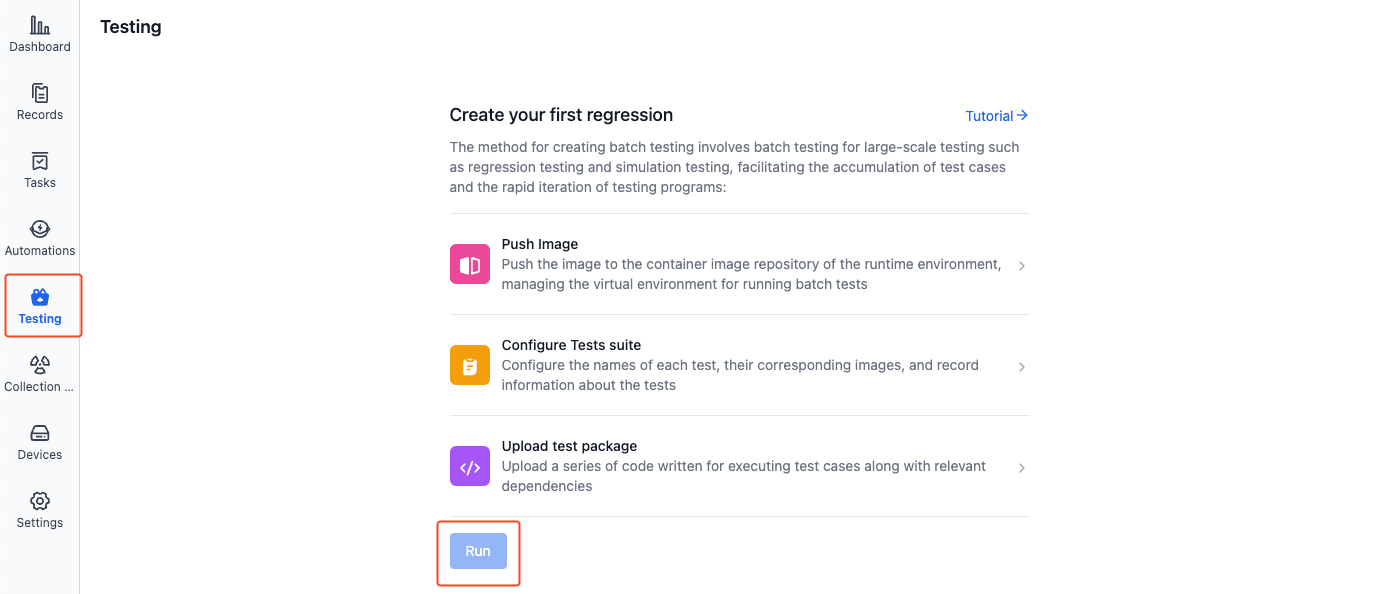 Testing
Dashboard
Records
Tasks
Automations
Testing
Collection ...
Devices
Settings
Create your first regression
Tutorial
The method for creating batch testing involves batch testing for large-scale testing such
as regression testing and simulation testing, facilitating the accumulation of test cases
and the rapid iteration of testing programs:
Push Image
Push the image to the container image repository of the runtime environment,
managing the virtual environment for running batch tests
Configure Tests suite
Configure the names of each test, their corresponding images, and record
information about the tests
Upload test package
Upload a series of code written for executing test cases along with relevant
dependencies
Run